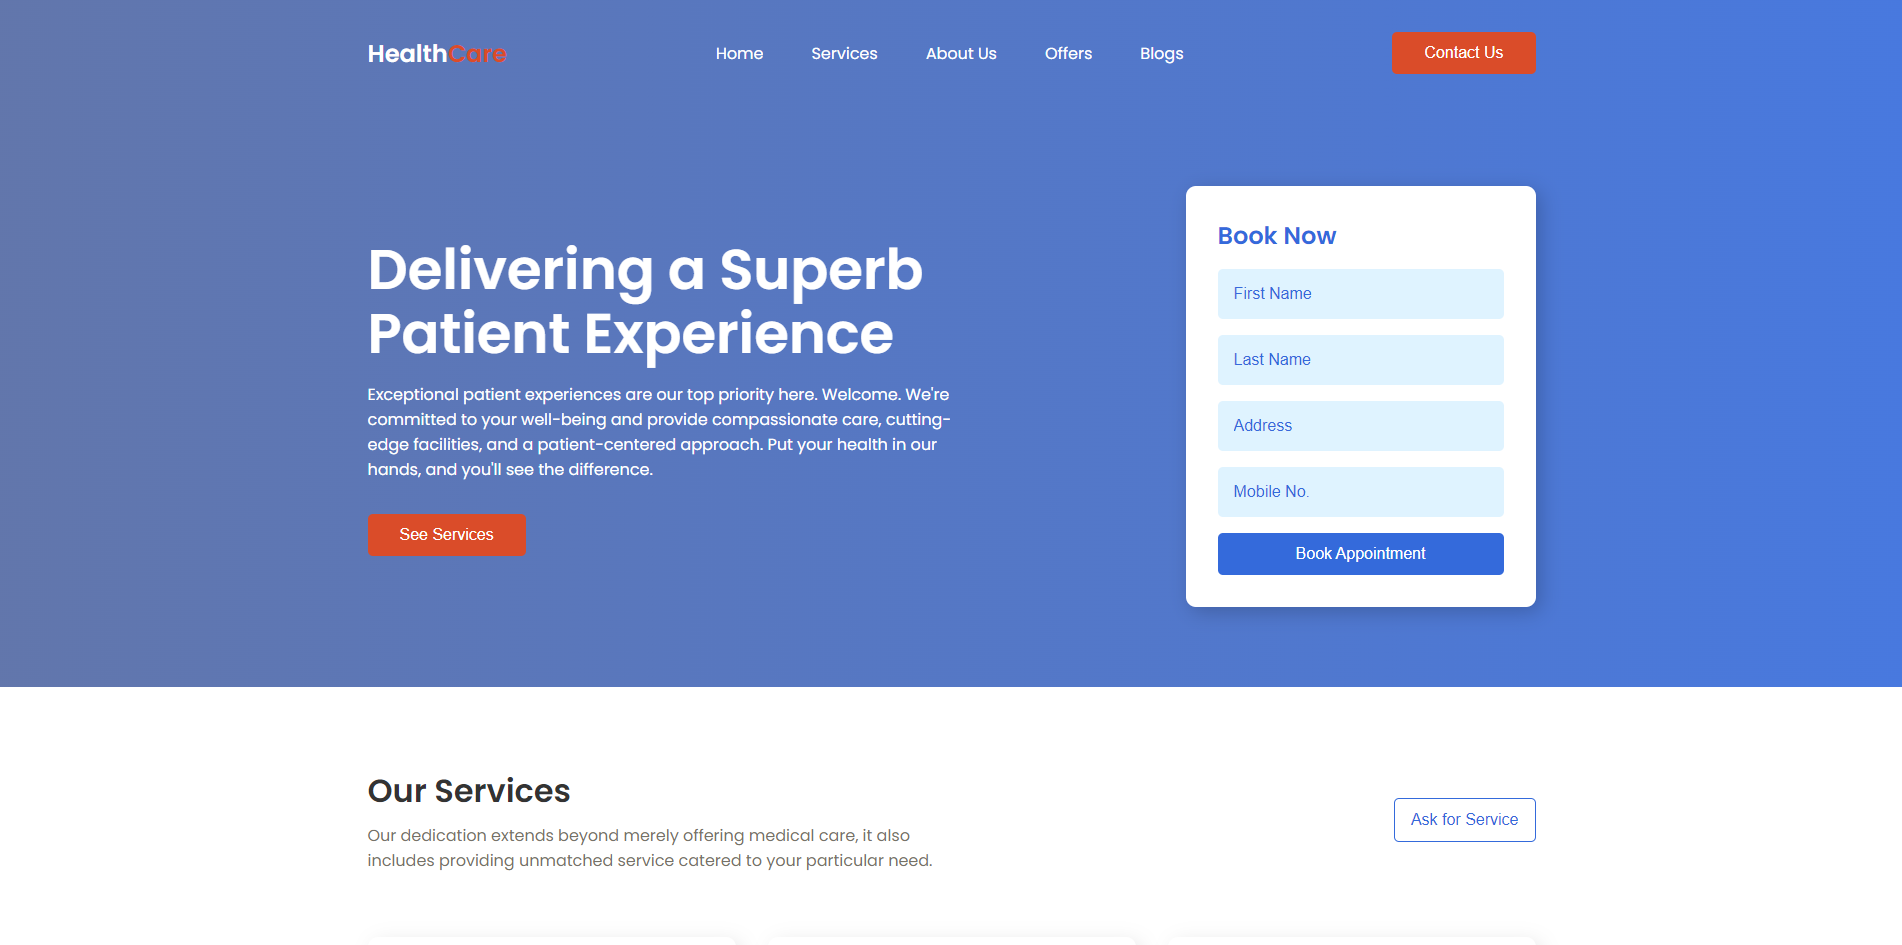 HealthCare
Home
Services
About Us
Offers
Blogs
Contact Us
Delivering a Superb
Patient Experience
Exceptional patient experiences are our top priority here. Welcome. We're
committed to your well-being and provide compassionate care, cutting-
edge facilities, and a patient-centered approach. Put your health in our
hands, and you'll see the difference.
See Services
Book Now
First Name
Last Name
Address
Mobile No.
Book Appointment
Our Services
Our dedication extends beyond merely offering medical care, it also
includes providing unmatched service catered to your particular need.
Ask for Service